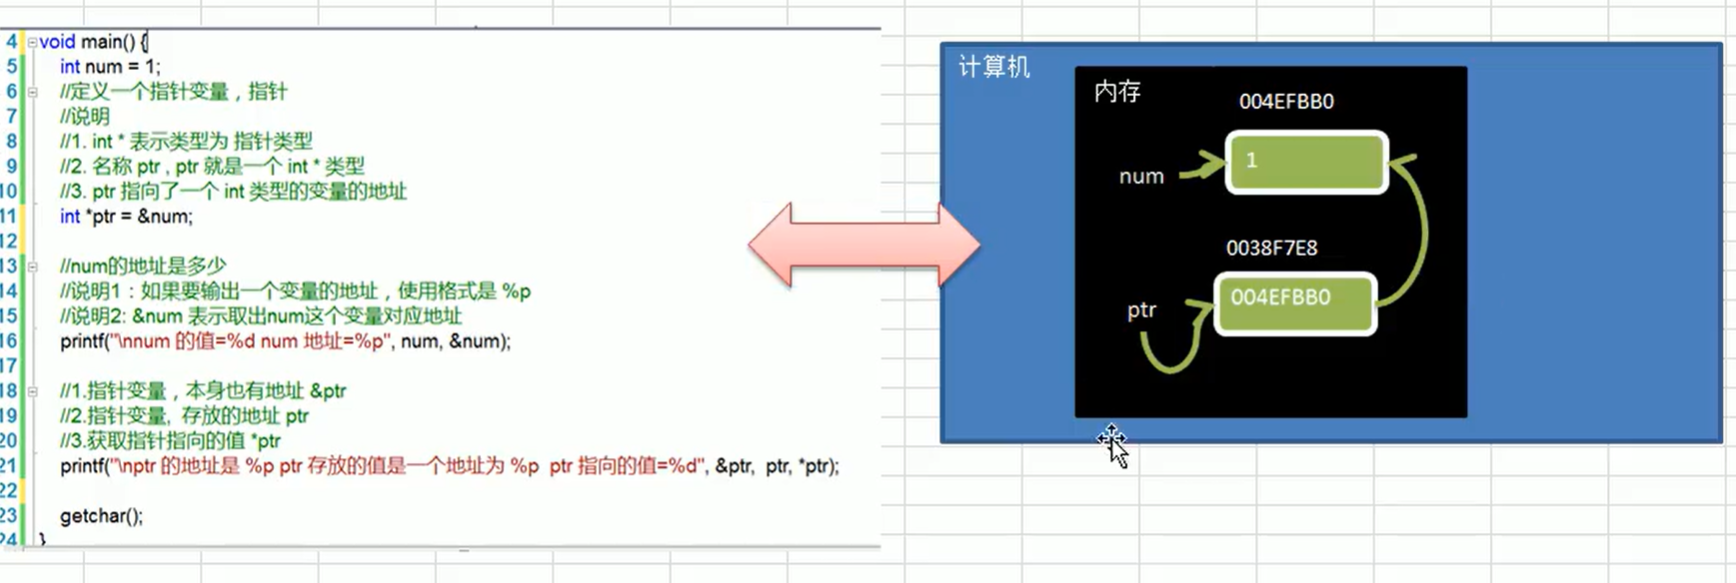 4 void main() {
5 int num = 1;
6 //定义一个指针变量，指针
7 //说明
8 //1. int * 表示类型为 指针类型
9 //2. 名称 ptr , ptr 就是一个 int * 类型
10 //3. ptr 指向了一个 int 类型的变量的地址
11 int *ptr = &num;
12
13 //num的地址是多少
14 //说明1：如果要输出一个变量的地址，使用格式是 %p
15 //说明2: &num 表示取出num这个变量对应地址
16 printf("\nnum 的值=%d num 地址=%p", num, &num);
17
18 //1.指针变量，本身也有地址 &ptr
19 //2.指针变量, 存放的地址 ptr
20 //3.获取指针指向的值 *ptr
21 printf("\nptr 的地址是 %p ptr 存放的值是一个地址为 %p  ptr 指向的值=%d", &ptr,  ptr, *ptr);
22
23 getchar();
24 }
计算机
内存
004EFBB0
num
1
0038F7E8
ptr
004EFBB0